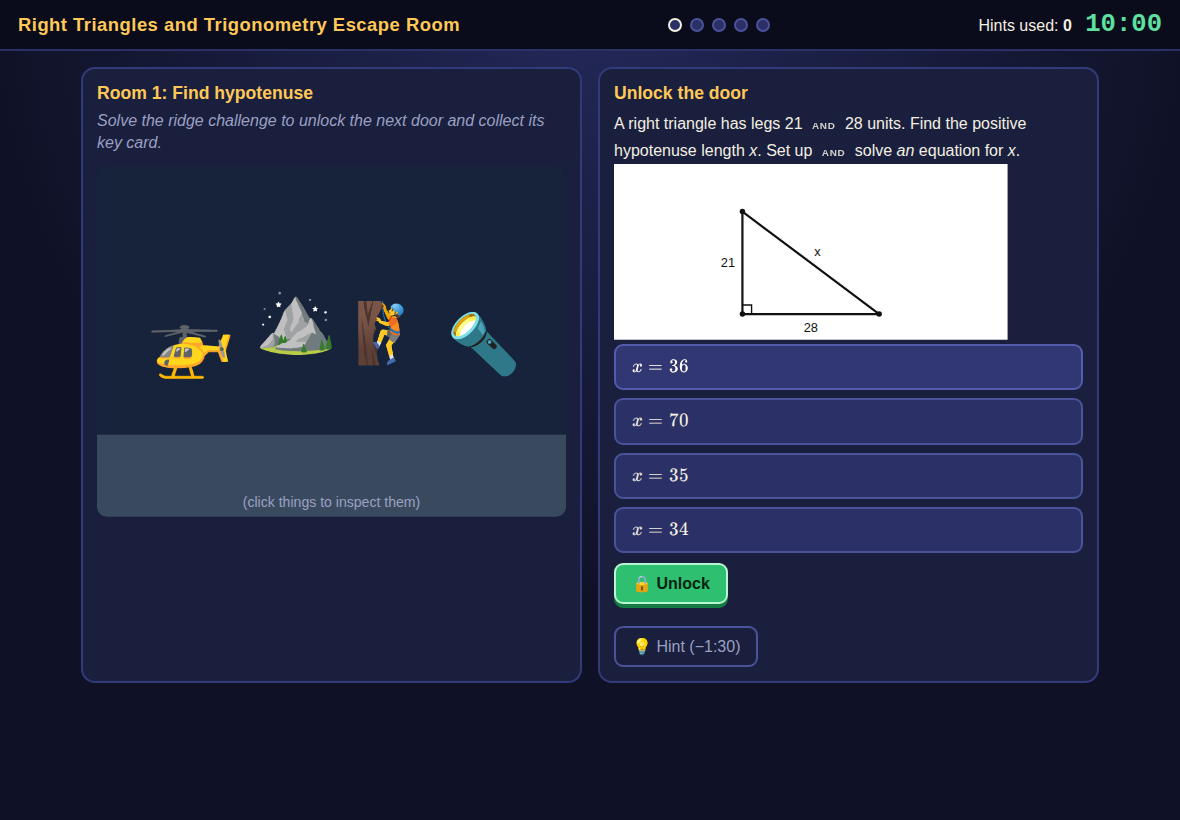 Right Triangles and Trigonometry Escape Room
Hints used: 0 10:00
Room 1: Find hypotenuse
Solve the ridge challenge to unlock the next door and collect its
key card.
(click things to inspect them)
Unlock the door
A right triangle has legs 21 AND 28 units. Find the positive
hypotenuse length x. Set up AND solve an equation for x.
21
x
28
x = 36
x = 70
x = 35
x = 34
🔒 Unlock
💡 Hint (−1:30)